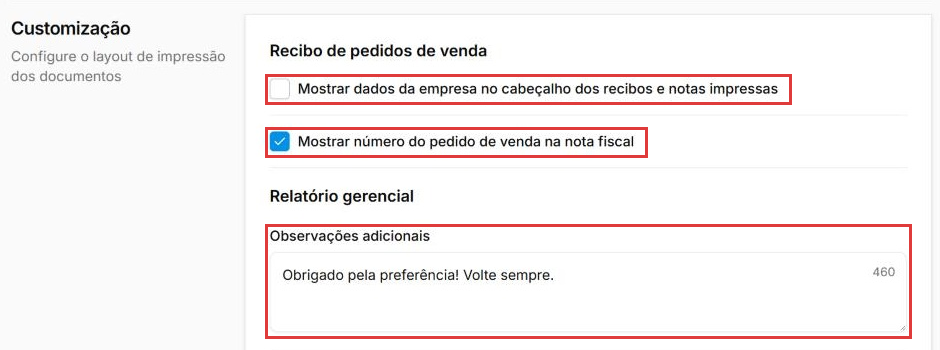 Customização
Configure o layout de impressão
dos documentos
Recibo de pedidos de venda
Mostrar dados da empresa no cabeçalho dos recibos e notas impressas
Mostrar número do pedido de venda na nota fiscal
Relatório gerencial
Observações adicionais
Obrigado pela preferência! Volte sempre.
460